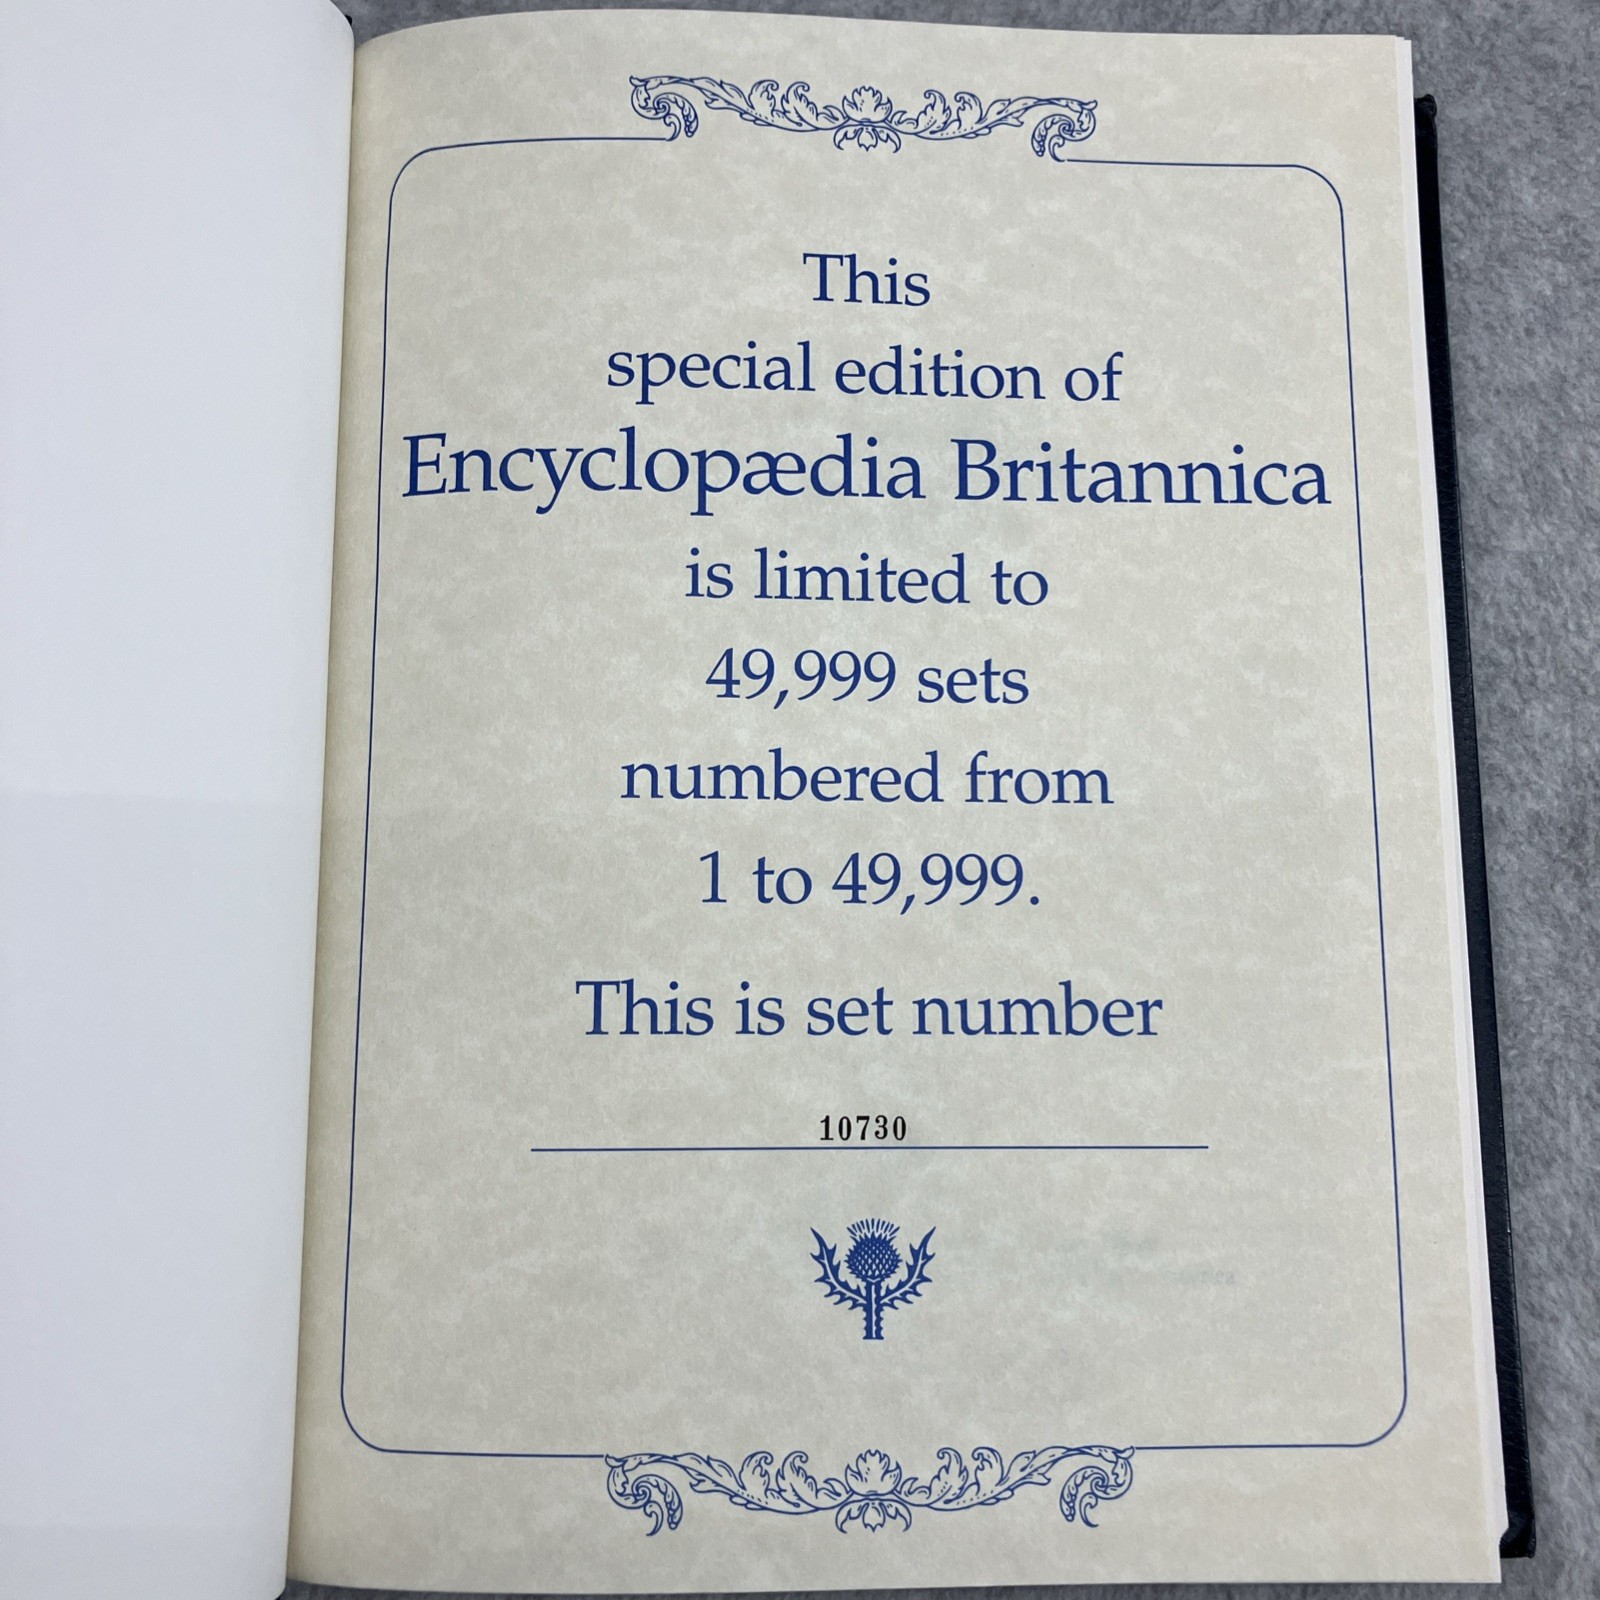 This
special edition of
Encyclopædia Britannica
is limited to
49,999 sets
numbered from
1 to 49,999.
This is set number
10730